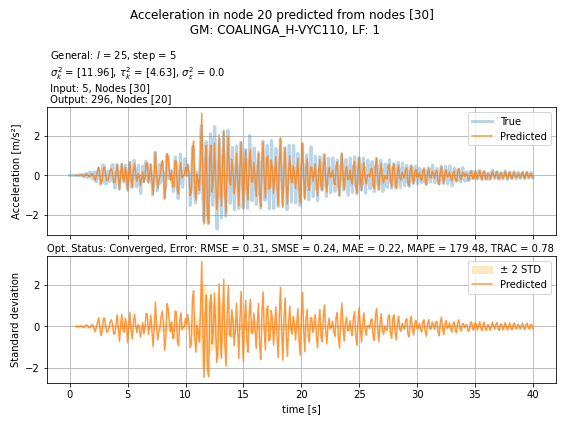 Acceleration in node 20 predicted from nodes [30]
GM: COALINGA_H-VYC110, LF: 1
General: l = 25, step = 5
σ²ₖ = [11.96], τ²ₖ = [4.63], σ²ε = 0.0
Input: 5, Nodes [30]
Output: 296, Nodes [20]
Acceleration [m/s²]
2
0
−2
True
Predicted
Opt. Status: Converged, Error: RMSE = 0.31, SMSE = 0.24, MAE = 0.22, MAPE = 179.48, TRAC = 0.78
Standard deviation
2
0
−2
± 2 STD
Predicted
0 5 10 15 20 25 30 35 40
time [s]